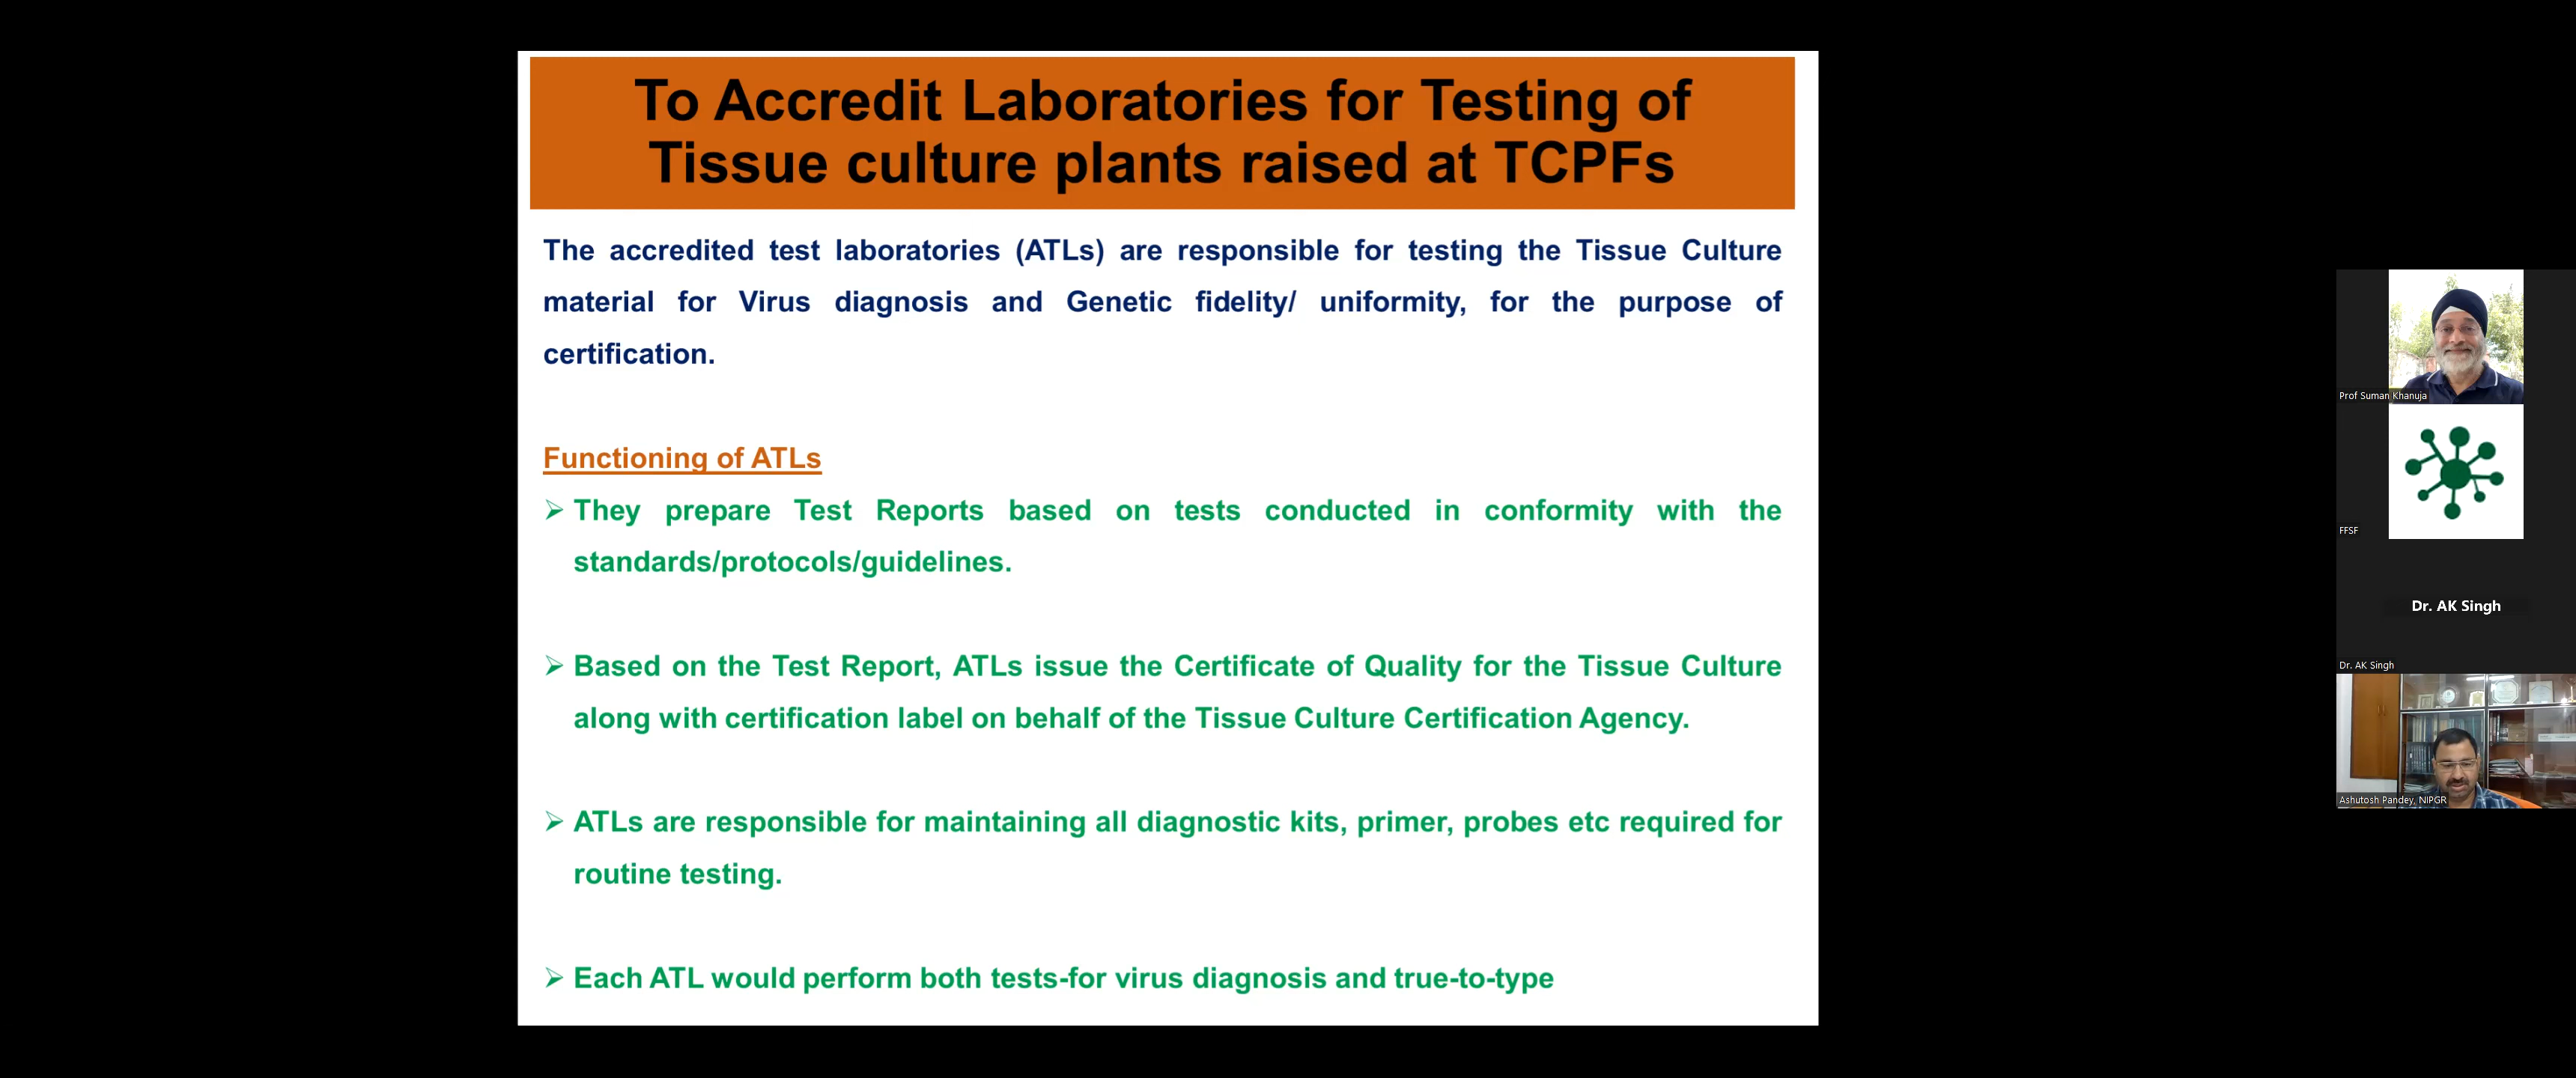 To Accredit Laboratories for Testing of
Tissue culture plants raised at TCPFs
The accredited test laboratories (ATLs) are responsible for testing the Tissue Culture
material for Virus diagnosis and Genetic fidelity/ uniformity, for the purpose of
certification.
Functioning of ATLs
➢ They prepare Test Reports based on tests conducted in conformity with the
standards/protocols/guidelines.
➢ Based on the Test Report, ATLs issue the Certificate of Quality for the Tissue Culture
along with certification label on behalf of the Tissue Culture Certification Agency.
➢ ATLs are responsible for maintaining all diagnostic kits, primer, probes etc required for
routine testing.
➢ Each ATL would perform both tests-for virus diagnosis and true-to-type
Prof Suman Khanuja
FFSF
Dr. AK Singh
Dr. AK Singh
Ashutosh Pandey, NIPGR